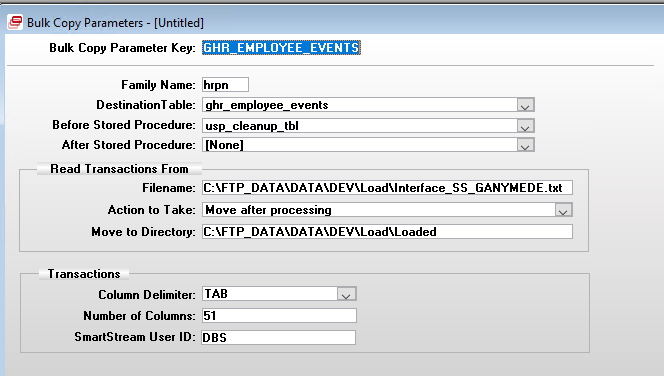 Bulk Copy Parameters - [Untitled]
Bulk Copy Parameter Key: GHR_EMPLOYEE_EVENTS
Family Name: hrpn
DestinationTable: ghr_employee_events
Before Stored Procedure: usp_cleanup_tbl
After Stored Procedure: [None]
Read Transactions From
Filename: C:\FTP_DATA\DATA\DEV\Load\Interface_SS_GANYMEDE.txt
Action to Take: Move after processing
Move to Directory: C:\FTP_DATA\DATA\DEV\Load\Loaded
Transactions
Column Delimiter: TAB
Number of Columns: 51
SmartStream User ID: DBS